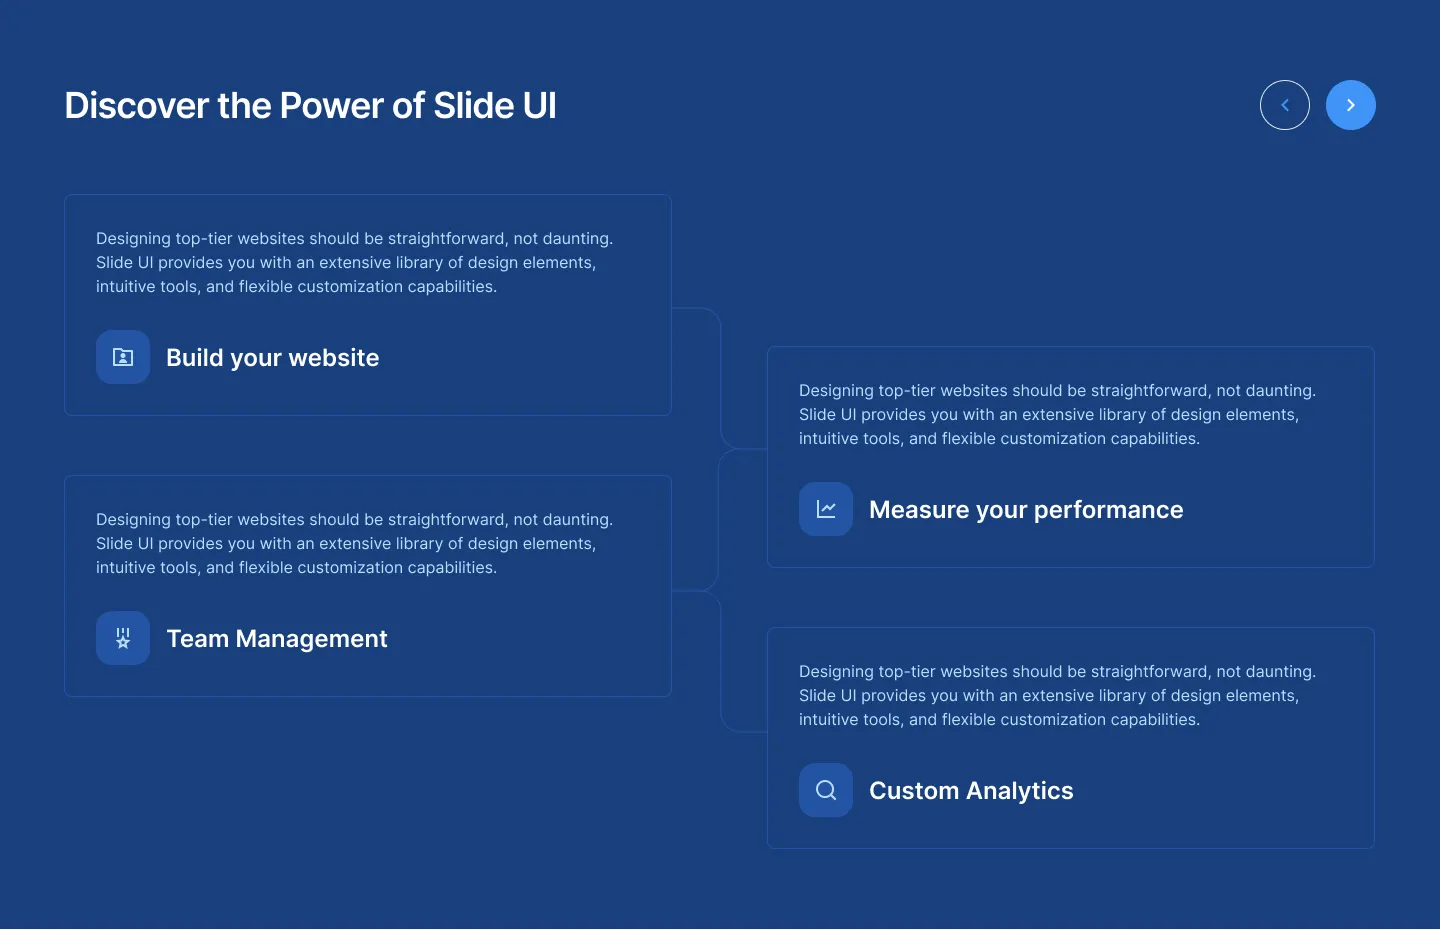 Discover the Power of Slide UI
Designing top-tier websites should be straightforward, not daunting.
Slide UI provides you with an extensive library of design elements,
intuitive tools, and flexible customization capabilities.
Build your website
Designing top-tier websites should be straightforward, not daunting.
Slide UI provides you with an extensive library of design elements,
intuitive tools, and flexible customization capabilities.
Measure your performance
Designing top-tier websites should be straightforward, not daunting.
Slide UI provides you with an extensive library of design elements,
intuitive tools, and flexible customization capabilities.
Team Management
Designing top-tier websites should be straightforward, not daunting.
Slide UI provides you with an extensive library of design elements,
intuitive tools, and flexible customization capabilities.
Custom Analytics